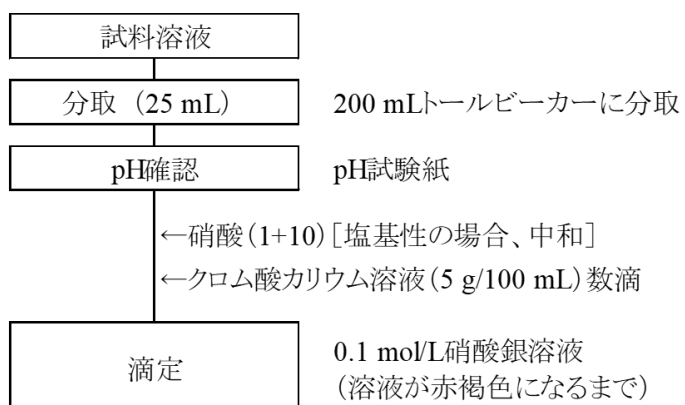 試料溶液
分取 (25 mL) 200 mLトールビーカーに分取
pH確認 pH試験紙
←硝酸(1+10)[塩基性の場合、中和]
←クロム酸カリウム溶液(5 g/100 mL)数滴
滴定 0.1 mol/L硝酸銀溶液
(溶液が赤褐色になるまで)